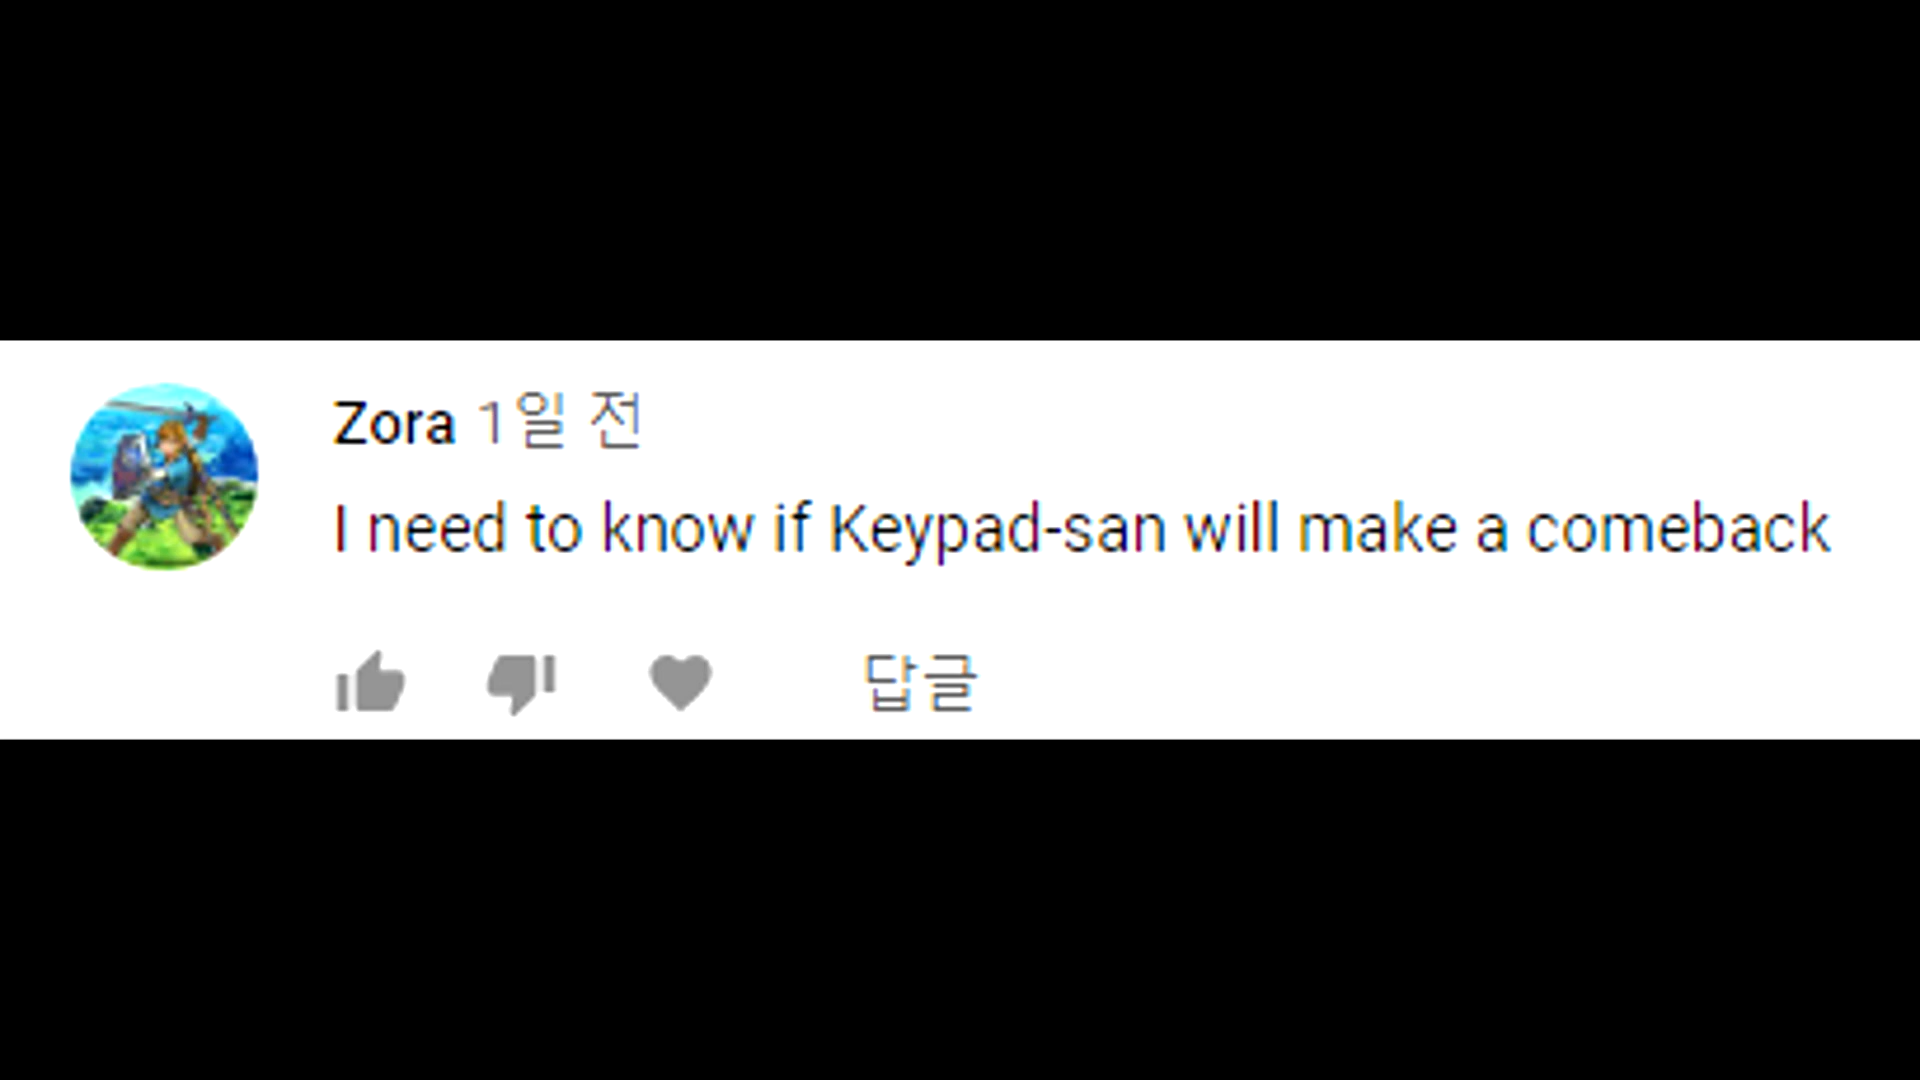 Zora 1일 전
I need to know if Keypad-san will make a comeback
답글